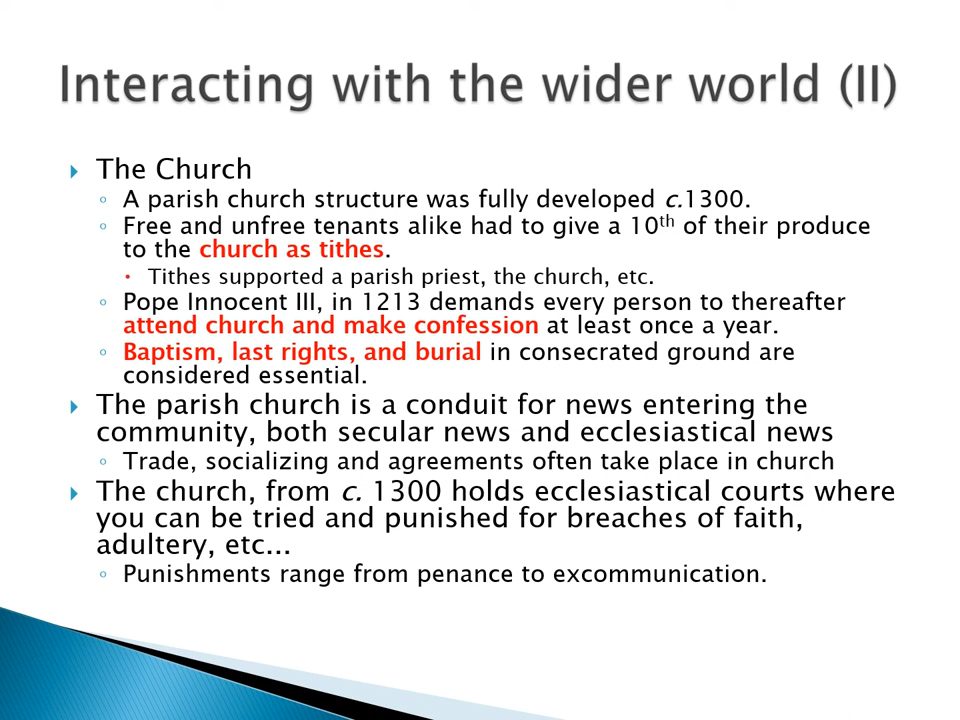 Interacting with the wider world (II)
The Church
A parish church structure was fully developed c.1300.
Free and unfree tenants alike had to give a 10th of their produce
to the church as tithes.
Tithes supported a parish priest, the church, etc.
Pope Innocent III, in 1213 demands every person to thereafter
attend church and make confession at least once a year.
Baptism, last rights, and burial in consecrated ground are
considered essential.
The parish church is a conduit for news entering the
community, both secular news and ecclesiastical news
Trade, socializing and agreements often take place in church
The church, from c. 1300 holds ecclesiastical courts where
you can be tried and punished for breaches of faith,
adultery, etc...
Punishments range from penance to excommunication.